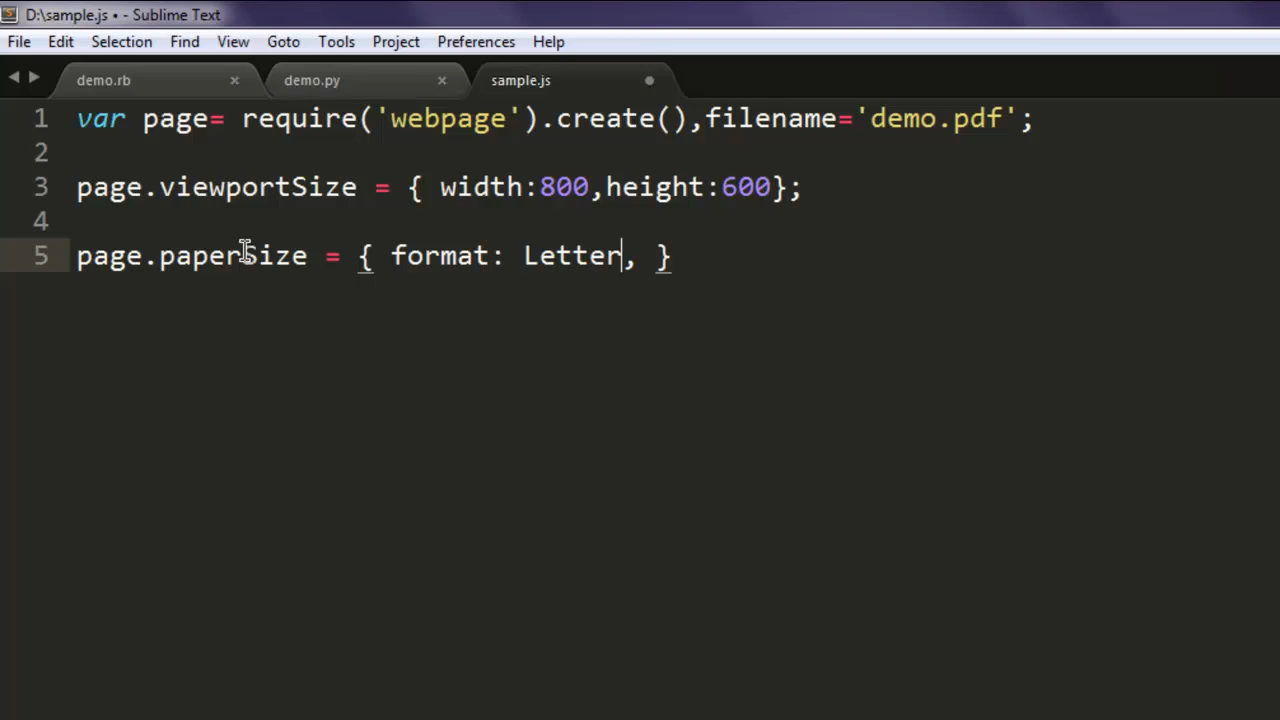 D:\sample.js • - Sublime Text
File Edit Selection Find View Goto Tools Project Preferences Help
demo.rb × demo.py × sample.js
1 var page= require('webpage').create(),filename='demo.pdf';
2
3 page.viewportSize = { width:800,height:600};
4
5 page.paperSize = { format: Letter, }